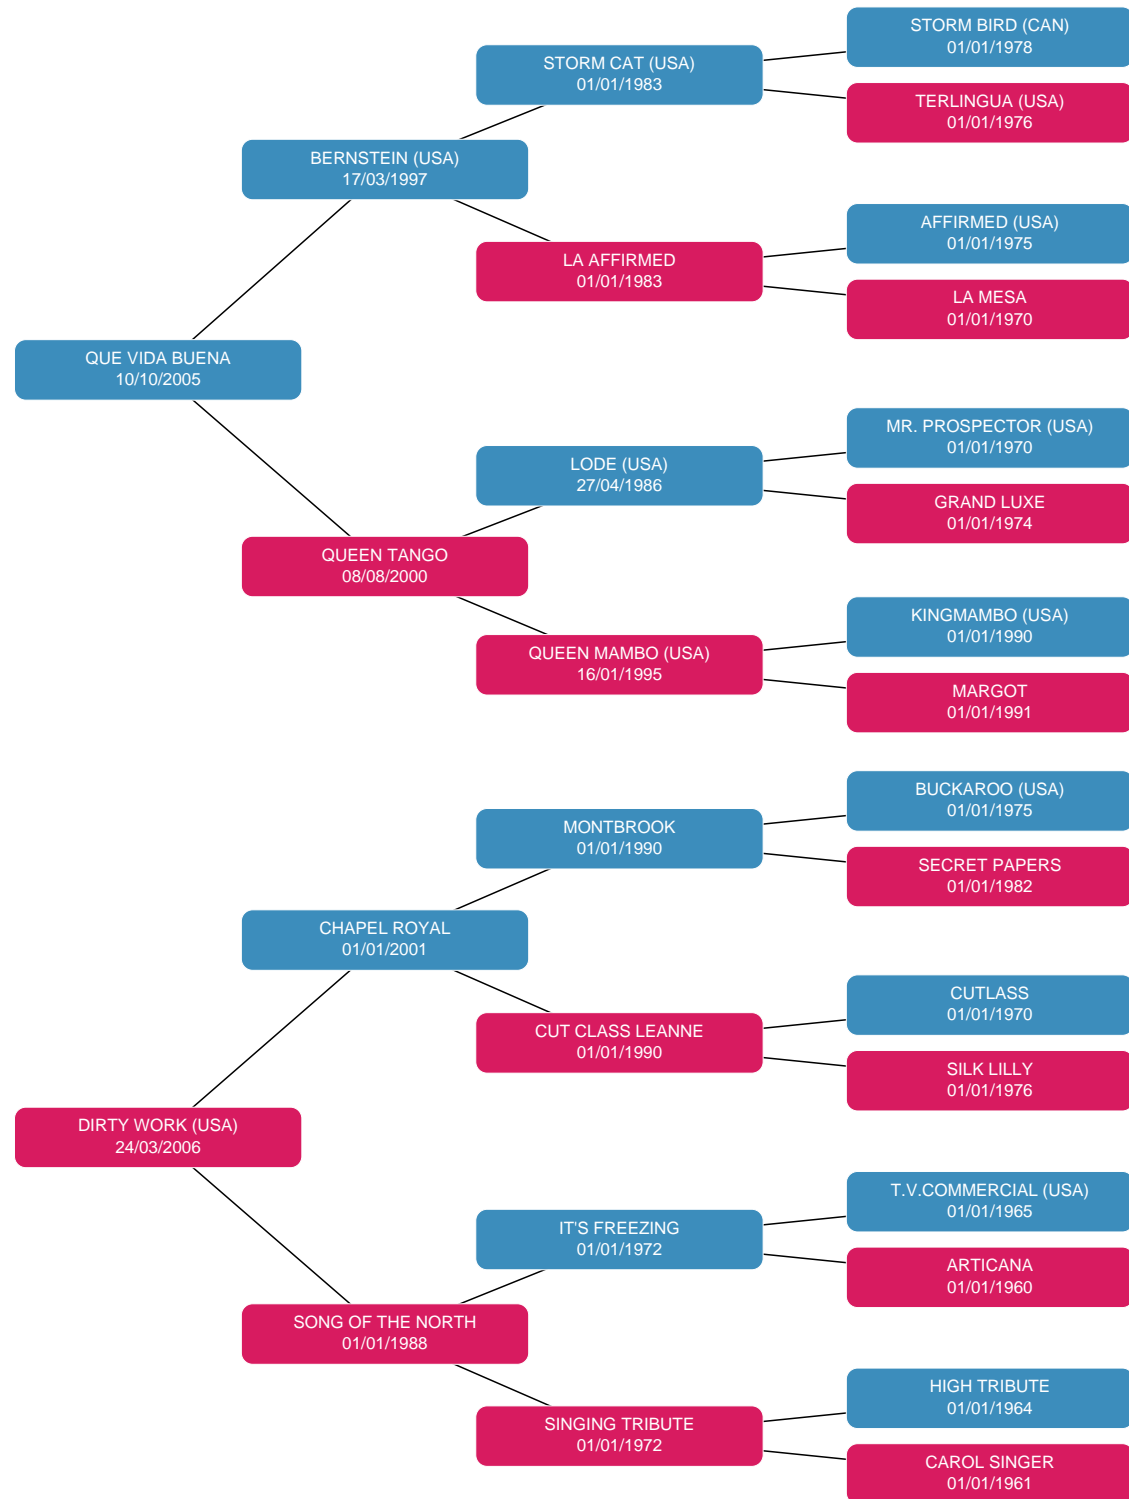 STORM BIRD (CAN)
01/01/1978
STORM CAT (USA)
01/01/1983
TERLINGUA (USA)
01/01/1976
BERNSTEIN (USA)
17/03/1997
AFFIRMED (USA)
01/01/1975
LA AFFIRMED
01/01/1983
LA MESA
01/01/1970
QUE VIDA BUENA
10/10/2005
MR. PROSPECTOR (USA)
01/01/1970
LODE (USA)
27/04/1986
GRAND LUXE
01/01/1974
QUEEN TANGO
08/08/2000
KINGMAMBO (USA)
01/01/1990
QUEEN MAMBO (USA)
16/01/1995
MARGOT
01/01/1991
BUCKAROO (USA)
01/01/1975
MONTBROOK
01/01/1990
SECRET PAPERS
01/01/1982
CHAPEL ROYAL
01/01/2001
CUTLASS
01/01/1970
CUT CLASS LEANNE
01/01/1990
SILK LILLY
01/01/1976
DIRTY WORK (USA)
24/03/2006
T.V.COMMERCIAL (USA)
01/01/1965
IT'S FREEZING
01/01/1972
ARTICANA
01/01/1960
SONG OF THE NORTH
01/01/1988
HIGH TRIBUTE
01/01/1964
SINGING TRIBUTE
01/01/1972
CAROL SINGER
01/01/1961